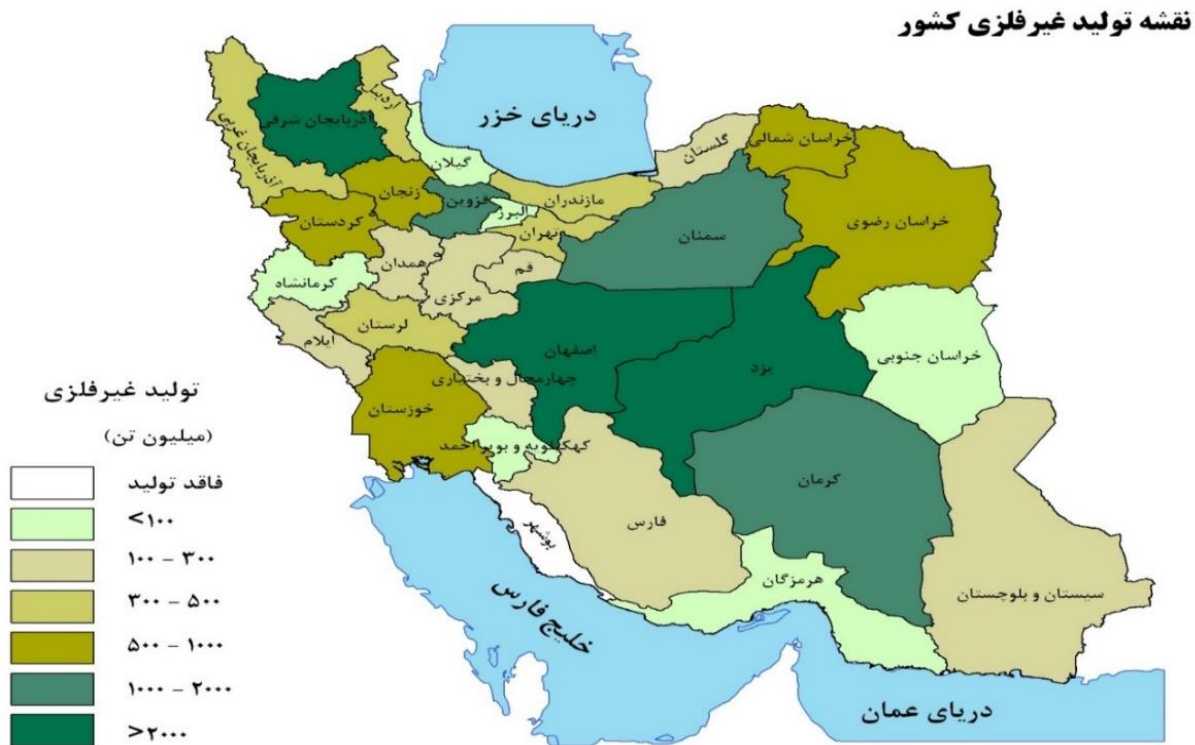 نقشه تولید غیرفلزی کشور
دریای خزر
اردبیل
آذربایجان شرقی
آذربایجان غربی
گیلان
گلستان
خراسان شمالی
زنجان
قزوین
البرز
مازندران
کردستان
تهران
سمنان
خراسان رضوی
همدان
قم
کرمانشاه
مرکزی
ایلام
لرستان
اصفهان
یزد
خراسان جنوبی
چهارمحال و بختیاری
خوزستان
کهکیلویه و بویراحمد
کرمان
فارس
بوشهر
هرمزگان
سیستان و بلوچستان
خلیج فارس
دریای عمان
تولید غیرفلزی
(میلیون تن)
فاقد تولید
<۱۰۰
۱۰۰ – ۳۰۰
۳۰۰ – ۵۰۰
۵۰۰ – ۱۰۰۰
۱۰۰۰ – ۲۰۰۰
>۲۰۰۰